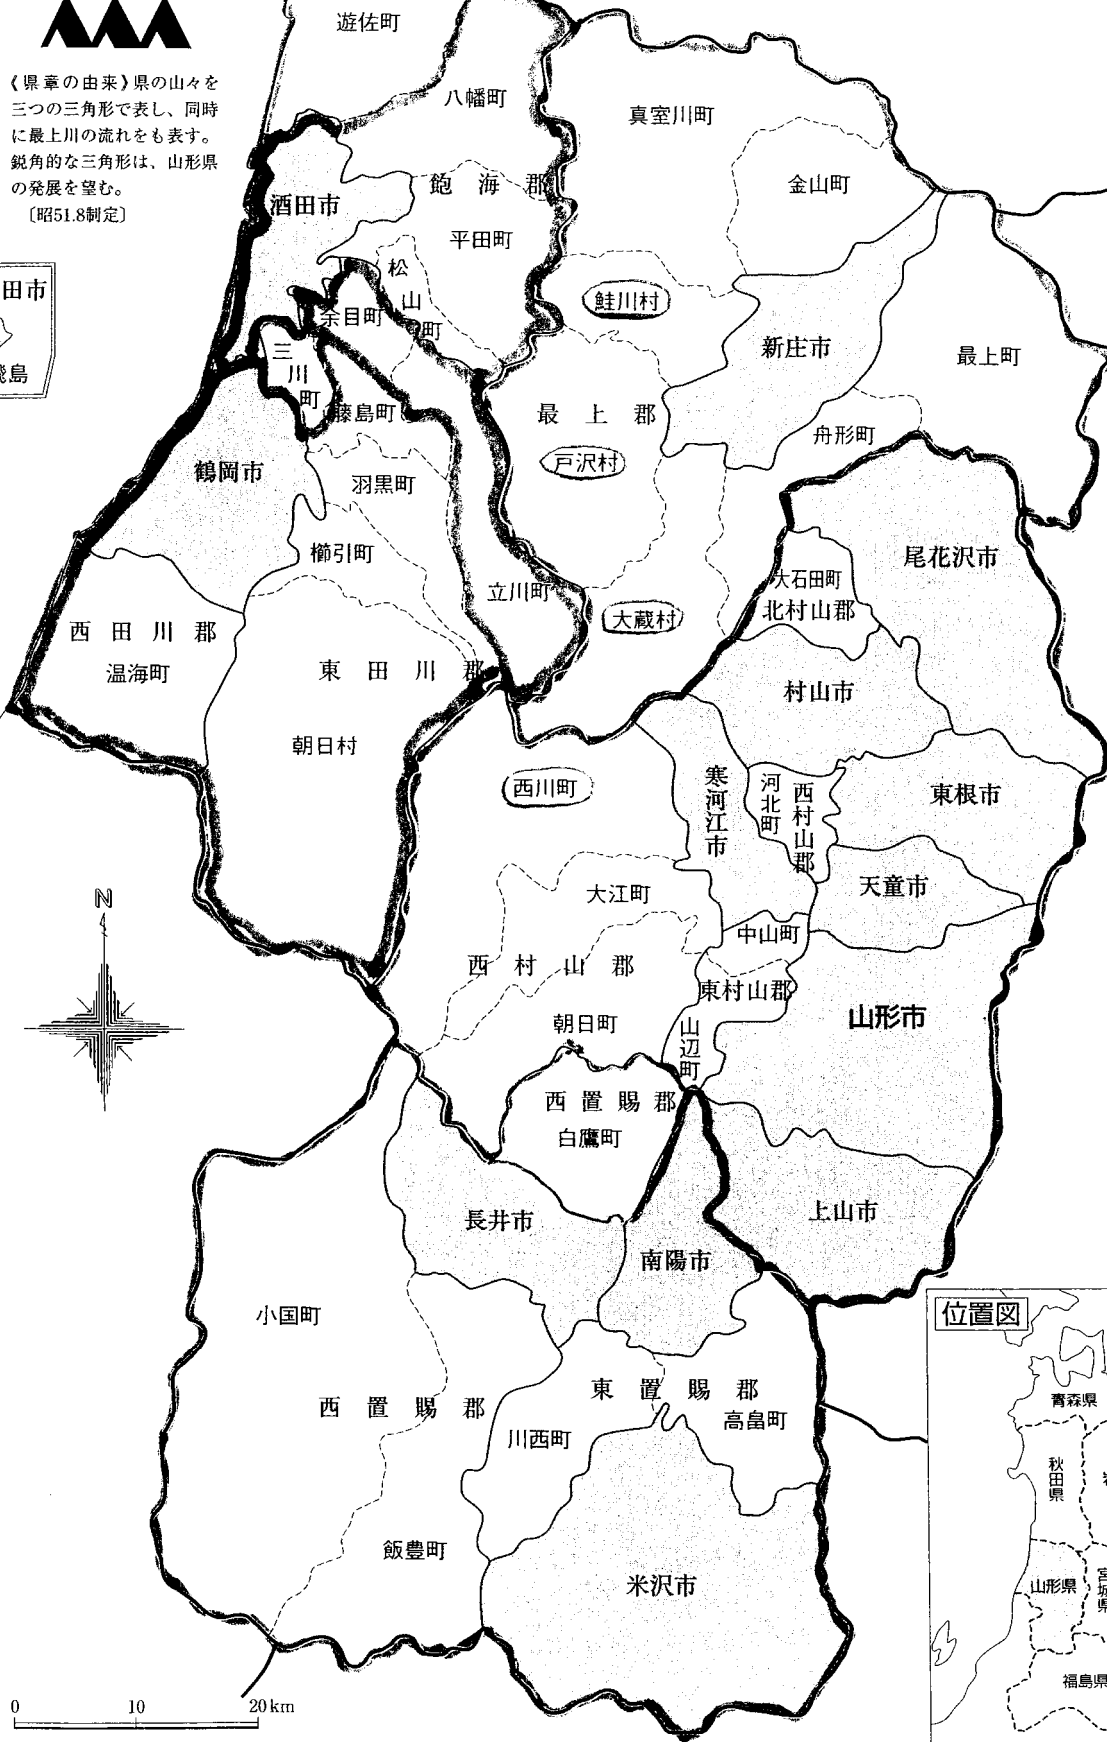 《県章の由来》県の山々を
三つの三角形で表し、同時
に最上川の流れをも表す。
鋭角的な三角形は、山形県
の発展を望む。
〔昭51.8制定〕
遊佐町
八幡町
真室川町
金山町
飽海郡
酒田市
平田町
松山町
田市
鮭川村
余目町
新庄市
三川町
最上町
島
藤島町
最上郡
舟形町
戸沢村
鶴岡市
羽黒町
櫛引町
尾花沢市
大石田町
立川町
北村山郡
大蔵村
西田川郡
温海町
東田川郡
村山市
朝日村
西川町
寒河江市
河北町
西村山郡
東根市
天童市
大江町
N
中山町
西村山郡
東村山郡
朝日町
山辺町
山形市
西置賜郡
白鷹町
長井市
上山市
南陽市
小国町
位置図
西置賜郡
東置賜郡
川西町
高畠町
青森県
秋田県
飯豊町
米沢市
山形県
宮城県
福島県
0 10 20km